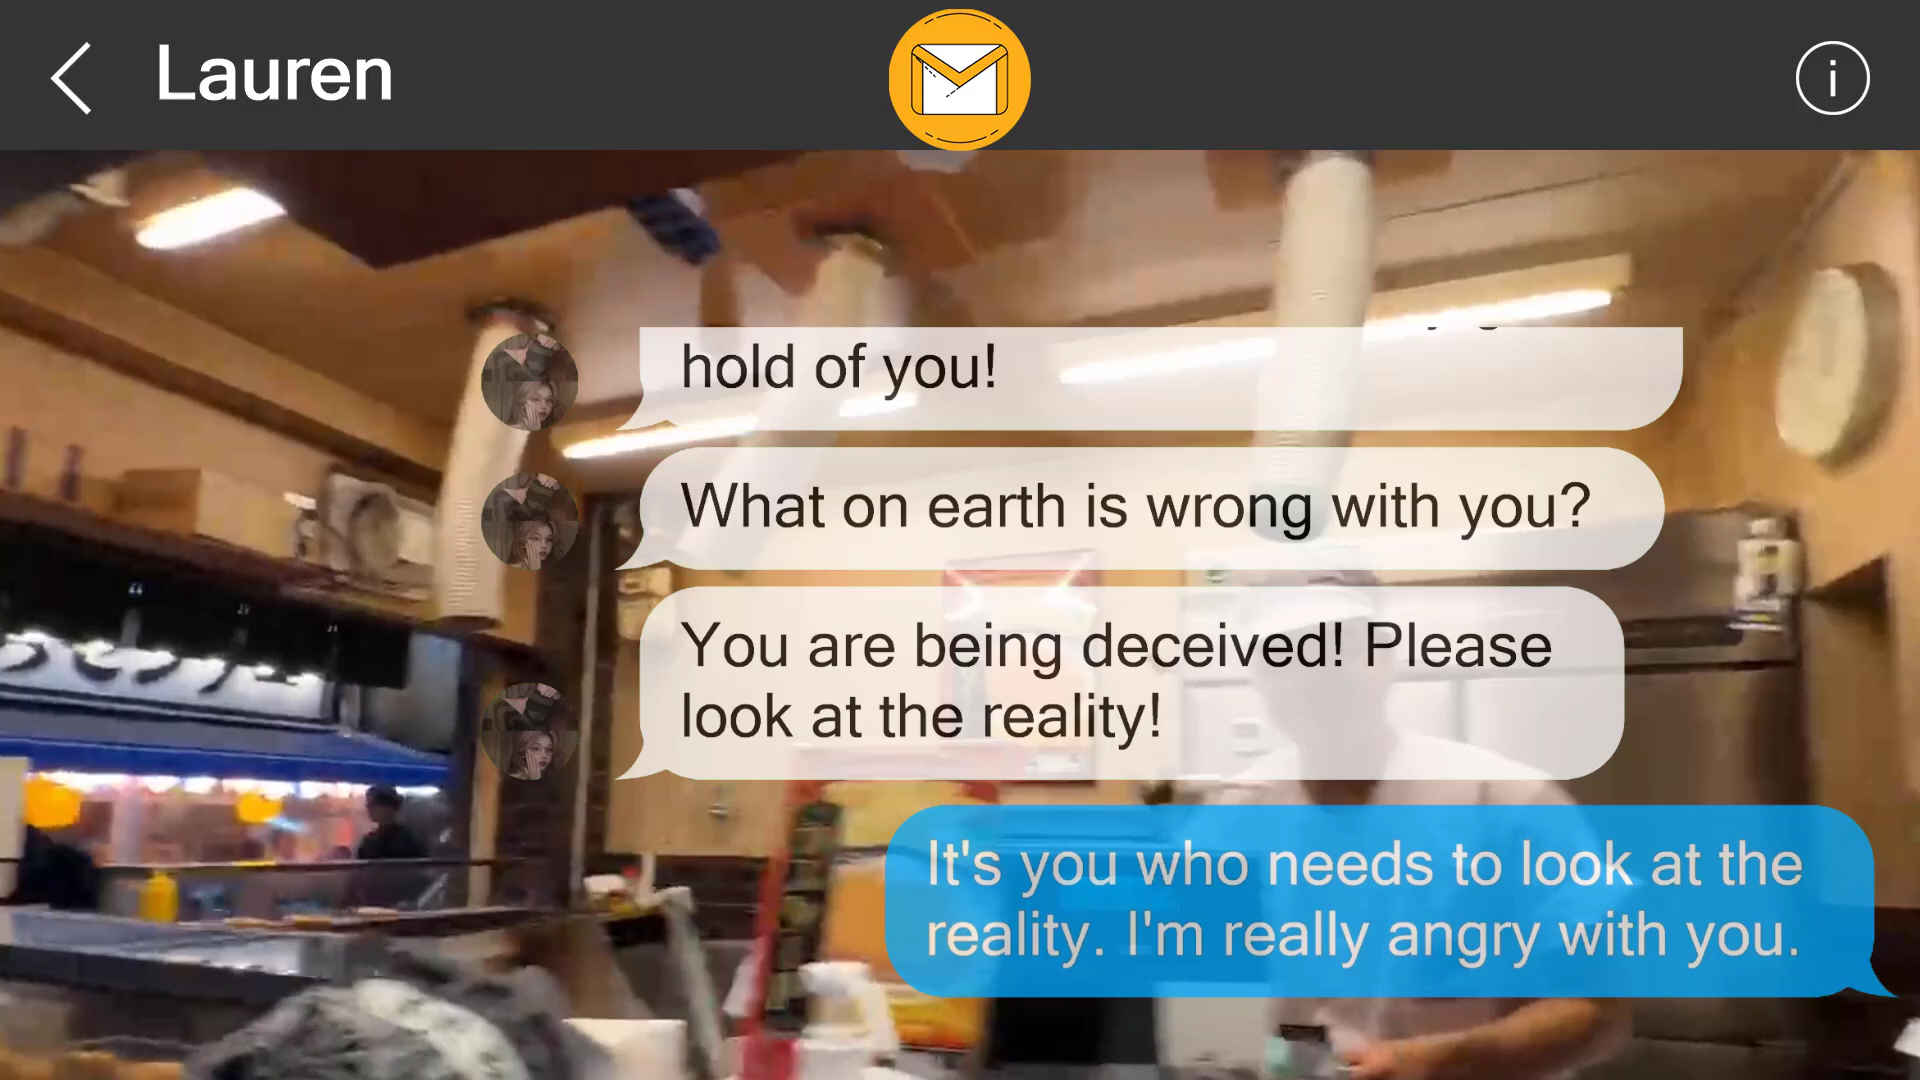 Lauren
hold of you!
What on earth is wrong with you?
You are being deceived! Please
look at the reality!
It's you who needs to look at the
reality. I'm really angry with you.